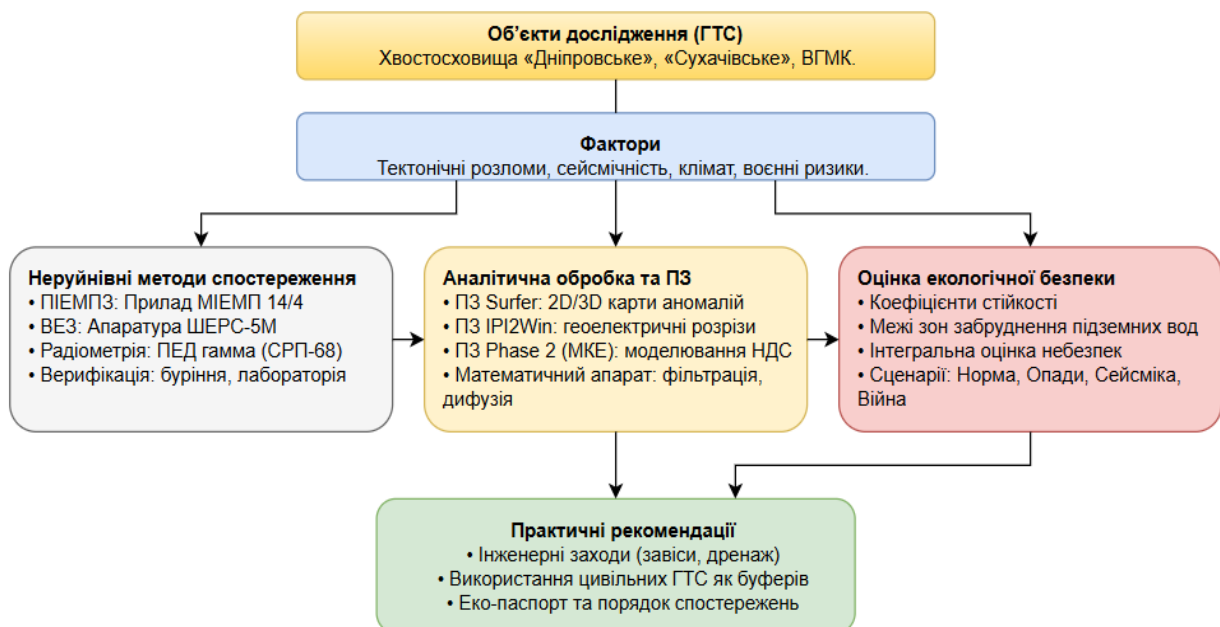 Об’єкти дослідження (ГТС)
Хвостосховища «Дніпровське», «Сухачівське», ВГМК.
Фактори
Тектонічні розломи, сейсмічність, клімат, воєнні ризики.
Неруйнівні методи спостереження
• ПІЕМПЗ: Прилад МІЕМП 14/4
• ВЕЗ: Апаратура ШЕРС-5М
• Радіометрія: ПЕД гамма (СРП-68)
• Верифікація: буріння, лабораторія
Аналітична обробка та ПЗ
• ПЗ Surfer: 2D/3D карти аномалій
• ПЗ IPI2Win: геоелектричні розрізи
• ПЗ Phase 2 (МКЕ): моделювання НДС
• Математичний апарат: фільтрація,
дифузія
Оцінка екологічної безпеки
• Коефіцієнти стійкості
• Межі зон забруднення підземних вод
• Інтегральна оцінка небезпек
• Сценарії: Норма, Опади, Сейсміка,
Війна
Практичні рекомендації
• Інженерні заходи (завіси, дренаж)
• Використання цивільних ГТС як буферів
• Еко-паспорт та порядок спостережень